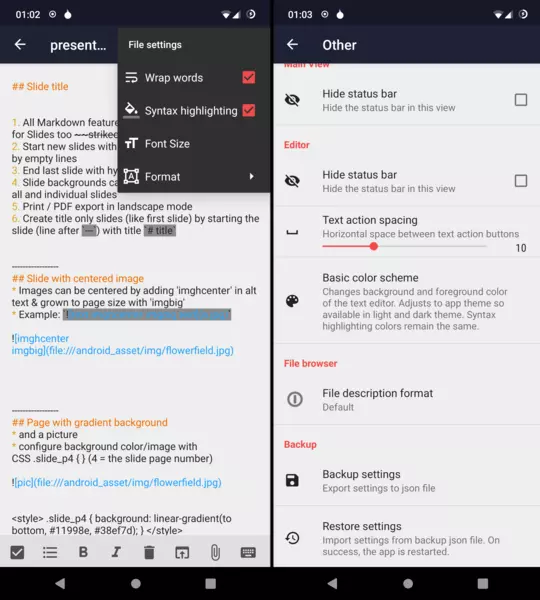 01:02
present...
File settings
Wrap words
Syntax highlighting
Font Size
Format
## Slide title
1. All Markdown feature
for Slides too ~~striked
2. Start new slides with
by empty lines
3. End last slide with hy
4. Slide backgrounds ca
all and individual slides
5. Print / PDF export in landscape mode
6. Create title only slides (like first slide) by starting the
slide (line after `---`) with title `# title`
-----------------
## Slide with centered image
* Images can be centered by adding 'imghcenter' in alt
text & grown to page size with 'imgbig'
* Example:
![imghcenter
imgbig](file:///android_asset/img/flowerfield.jpg)
-----------------
## Page with gradient background
* and a picture
* configure background color/image with
CSS .slide_p4 { } (4 = the slide page number)
![pic](file:///android_asset/img/flowerfield.jpg)
<style> .slide_p4 { background: linear-gradient(to
bottom, #11998e, #38ef7d); } </style>
B
I
01:03
Other
Main View
Hide status bar
Hide the status bar in this view
Editor
Hide status bar
Hide the status bar in this view
Text action spacing
Horizontal space between text action buttons
10
Basic color scheme
Changes background and foreground color
of the text editor. Adjusts to app theme so
available in light and dark theme. Syntax
highlighting colors remain the same.
File browser
File description format
Default
Backup
Backup settings
Export settings to json file
Restore settings
Import settings from backup json file. On
success, the app is restarted.